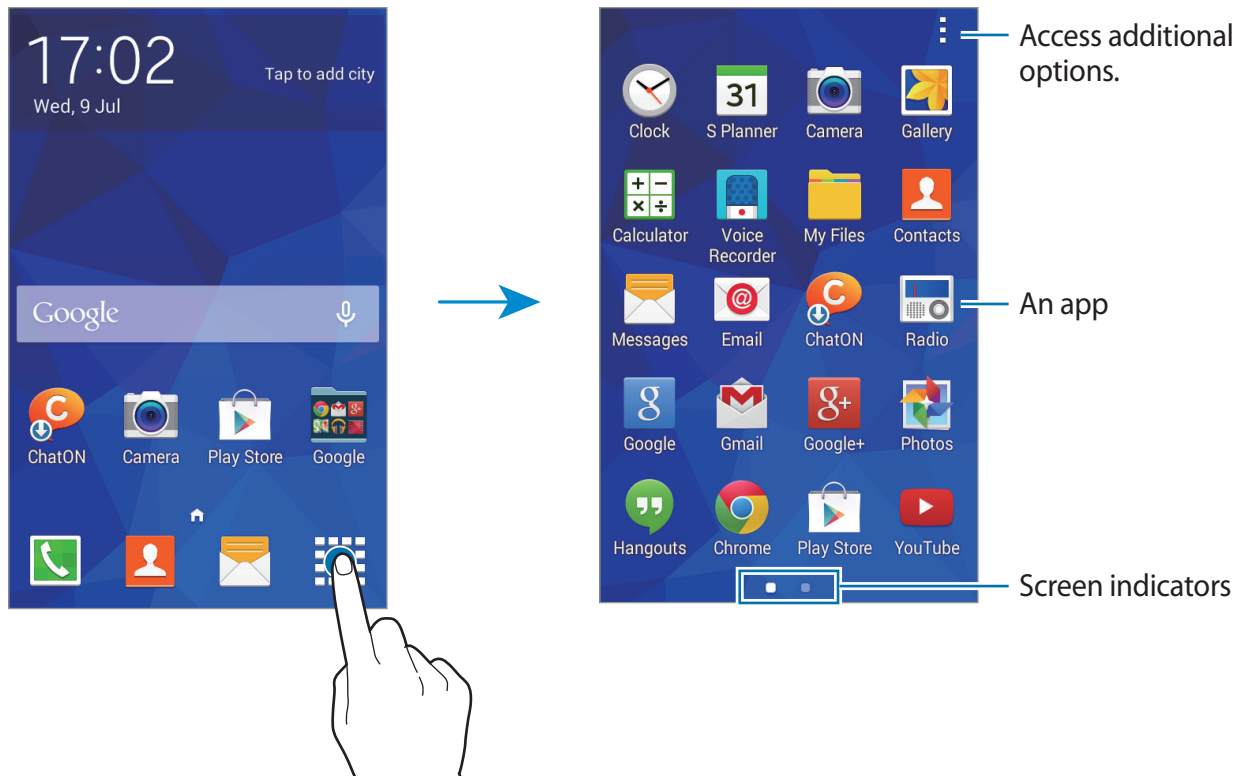 17:02
Wed, 9 Jul
Tap to add city
Google
ChatON Camera Play Store Google
Access additional
options.
31
Clock S Planner Camera Gallery
Calculator Voice My Files Contacts
Recorder
Messages Email ChatON Radio
An app
Google Gmail Google+ Photos
Hangouts Chrome Play Store YouTube
Screen indicators